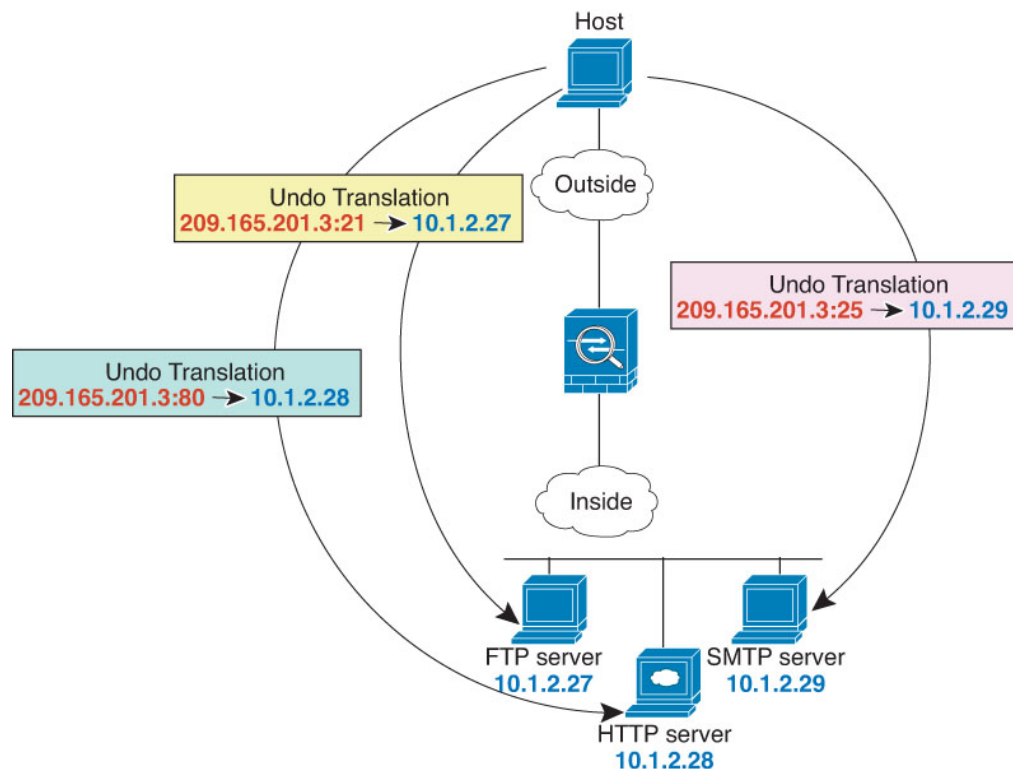 Host
Outside
Undo Translation
209.165.201.3:21 → 10.1.2.27
Undo Translation
209.165.201.3:25 → 10.1.2.29
Undo Translation
209.165.201.3:80 → 10.1.2.28
Inside
FTP server
10.1.2.27
SMTP server
10.1.2.29
HTTP server
10.1.2.28